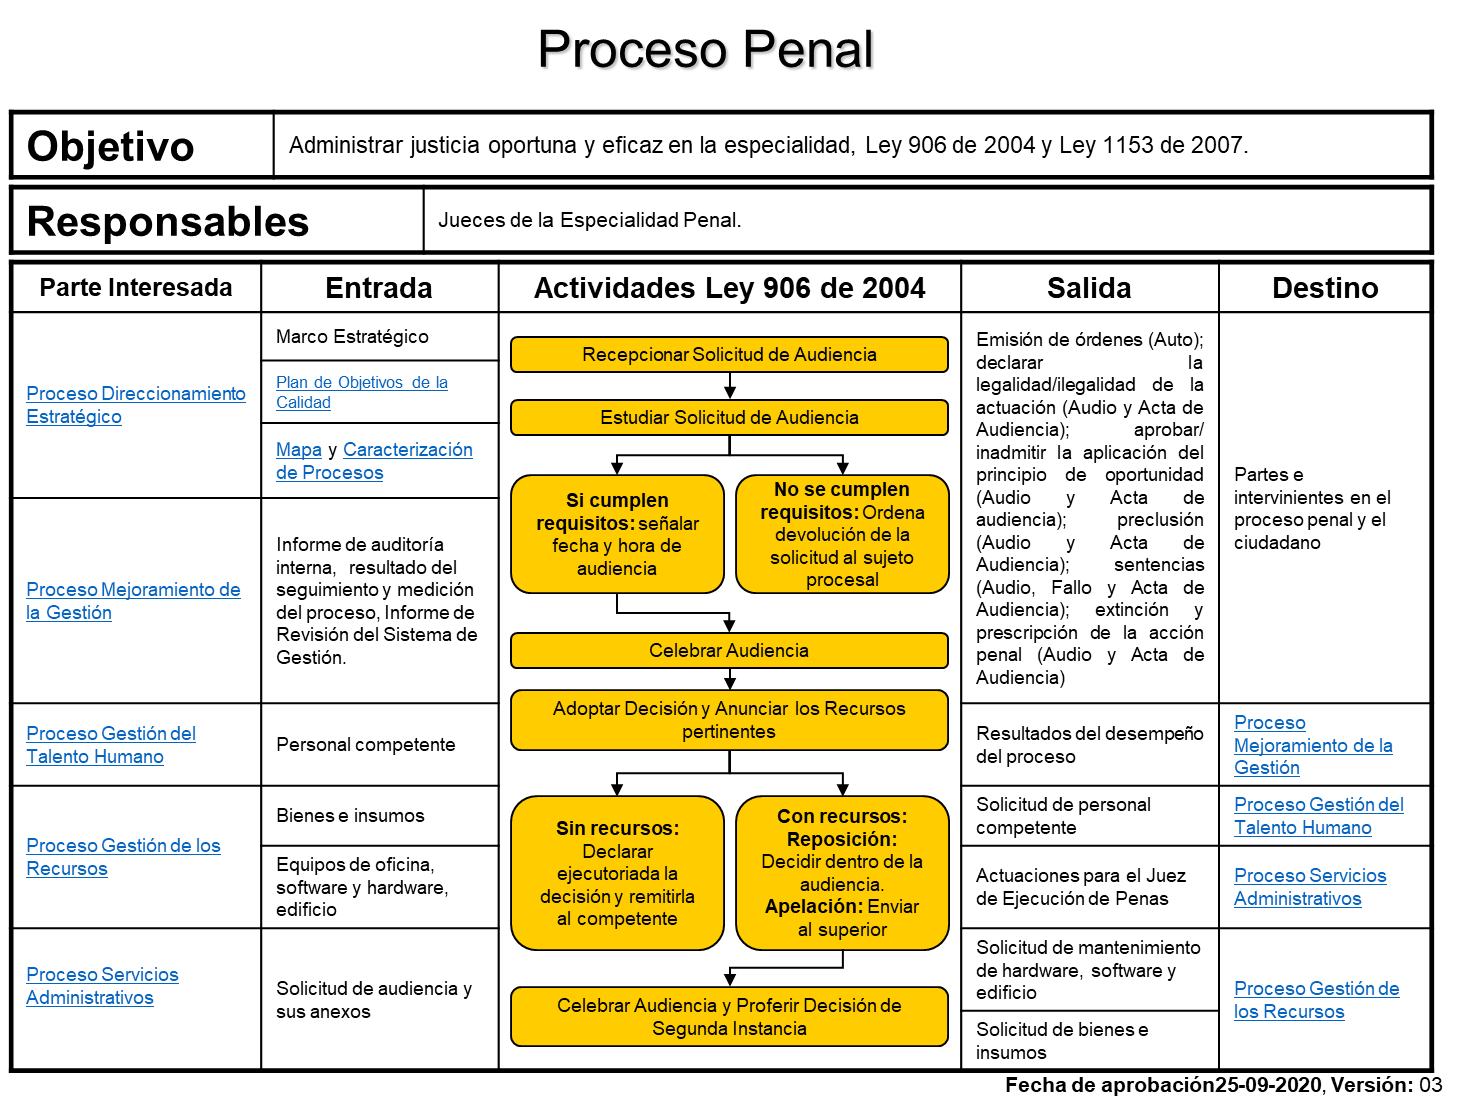 Proceso Penal
Objetivo
Administrar justicia oportuna y eficaz en la especialidad, Ley 906 de 2004 y Ley 1153 de 2007.
Responsables
Jueces de la Especialidad Penal.
Parte Interesada
Entrada
Actividades Ley 906 de 2004
Salida
Destino
Proceso Direccionamiento
Estratégico
Marco Estratégico
Plan de Objetivos de la
Calidad
Mapa y Caracterización
de Procesos
Proceso Mejoramiento de
la Gestión
Informe de auditoría
interna, resultado del
seguimiento y medición
del proceso, Informe de
Revisión del Sistema de
Gestión.
Proceso Gestión del
Talento Humano
Personal competente
Proceso Gestión de los
Recursos
Bienes e insumos
Equipos de oficina,
software y hardware,
edificio
Proceso Servicios
Administrativos
Solicitud de audiencia y
sus anexos
Recepcionar Solicitud de Audiencia
Estudiar Solicitud de Audiencia
Si cumplen
requisitos: señalar
fecha y hora de
audiencia
No se cumplen
requisitos: Ordena
devolución de la
solicitud al sujeto
procesal
Celebrar Audiencia
Adoptar Decisión y Anunciar los Recursos
pertinentes
Sin recursos:
Declarar
ejecutoriada la
decisión y remitirla
al competente
Con recursos:
Reposición:
Decidir dentro de la
audiencia.
Apelación: Enviar
al superior
Celebrar Audiencia y Proferir Decisión de
Segunda Instancia
Emisión de órdenes (Auto);
declarar la
legalidad/ilegalidad de la
actuación (Audio y Acta de
Audiencia); aprobar/
inadmitir la aplicación del
principio de oportunidad
(Audio y Acta de
audiencia); preclusión
(Audio y Acta de
Audiencia); sentencias
(Audio, Fallo y Acta de
Audiencia); extinción y
prescripción de la acción
penal (Audio y Acta de
Audiencia)
Partes e
intervinientes en el
proceso penal y el
ciudadano
Resultados del desempeño
del proceso
Proceso
Mejoramiento de la
Gestión
Solicitud de personal
competente
Proceso Gestión del
Talento Humano
Actuaciones para el Juez
de Ejecución de Penas
Proceso Servicios
Administrativos
Solicitud de mantenimiento
de hardware, software y
edificio
Solicitud de bienes e
insumos
Proceso Gestión de
los Recursos
Fecha de aprobación25-09-2020, Versión: 03